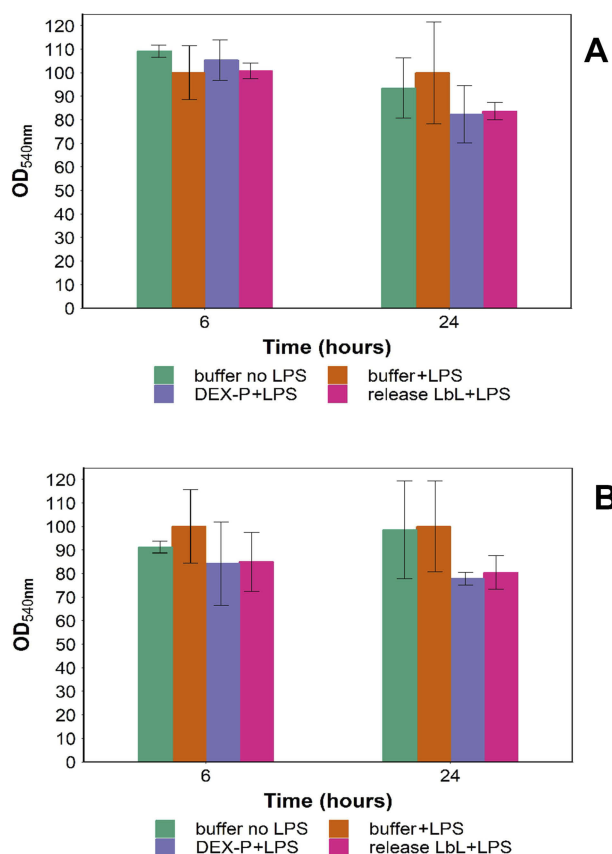 A
120
110
100
90
80
70
60
50
40
30
20
10
0
OD540nm
6 24
Time (hours)
buffer no LPS buffer+LPS
DEX-P+LPS release LbL+LPS
B
120
110
100
90
80
70
60
50
40
30
20
10
0
OD540nm
6 24
Time (hours)
buffer no LPS buffer+LPS
DEX-P+LPS release LbL+LPS